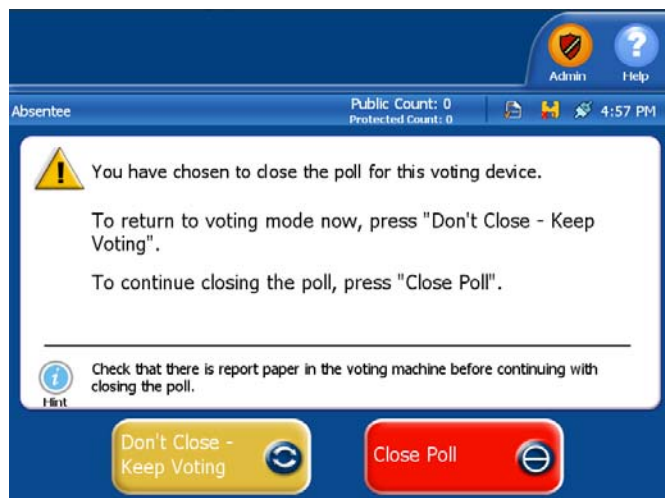 Admin Help
Absentee Public Count: 0 4:57 PM
Protected Count: 0
You have chosen to close the poll for this voting device.
To return to voting mode now, press "Don't Close - Keep
Voting".
To continue closing the poll, press "Close Poll".
Check that there is report paper in the voting machine before continuing with
closing the poll.
Hint
Don't Close -
Keep Voting
Close Poll